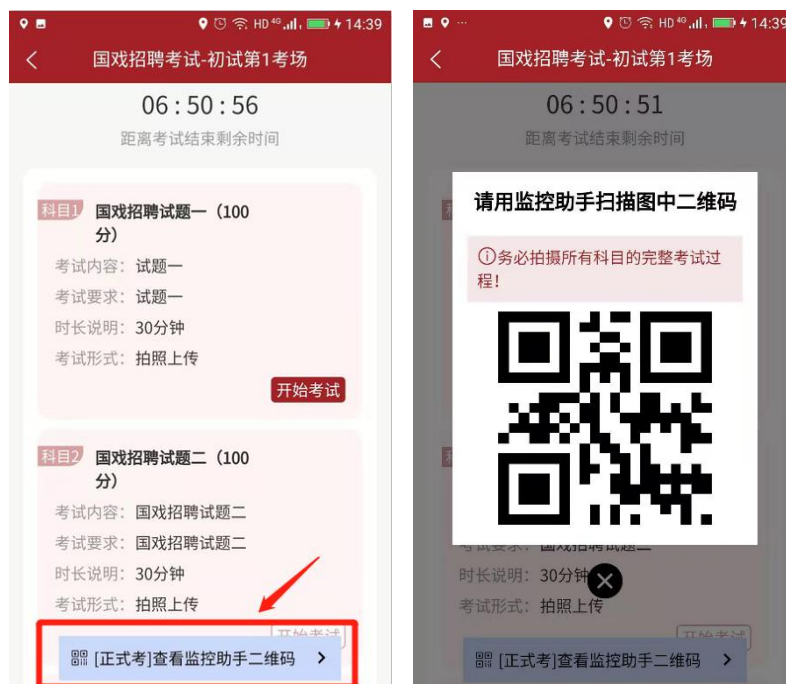 HD 4G 14:39
国戏招聘考试-初试第1考场
06:50:56
距离考试结束剩余时间
科目1 国戏招聘试题一（100
分）
考试内容：试题一
考试要求：试题一
时长说明：30分钟
考试形式：拍照上传
开始考试
科目2 国戏招聘试题二（100
分）
考试内容：国戏招聘试题二
考试要求：国戏招聘试题二
时长说明：30分钟
考试形式：拍照上传
开始考试
[正式考]查看监控助手二维码
HD 4G 14:39
国戏招聘考试-初试第1考场
06:50:51
距离考试结束剩余时间
请用监控助手扫描图中二维码
务必拍摄所有科目的完整考试过
程！
考试要求：国戏招聘试题二
时长说明：30分钟
考试形式：拍照上传
开始考试
[正式考]查看监控助手二维码